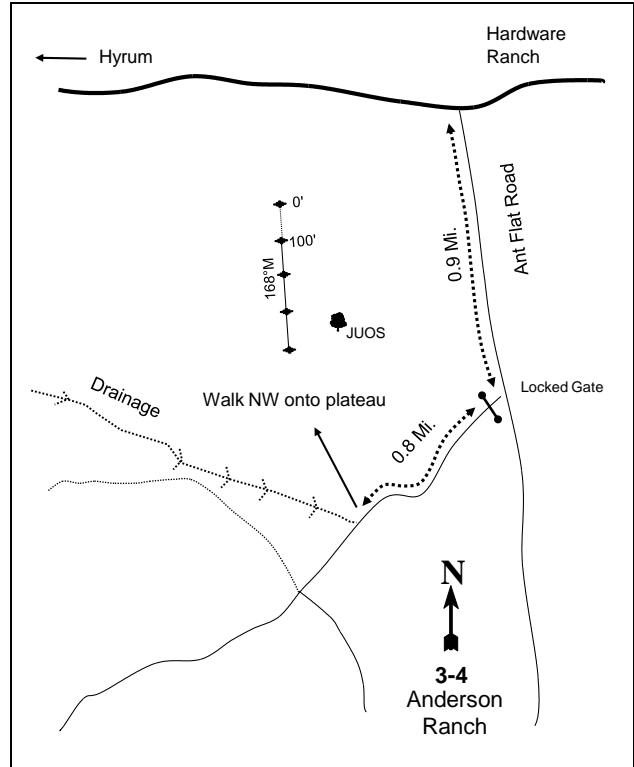 Hardware
Ranch
Hyrum
0'
100'
168°M
JUOS
0.9 Mi.
Ant Flat Road
Locked Gate
Drainage
Walk NW onto plateau
0.8 Mi.
N
3-4
Anderson
Ranch